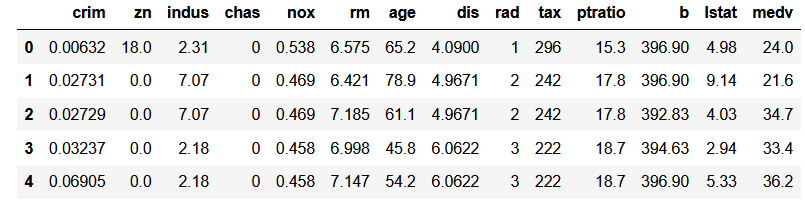 crim zn indus chas nox rm age dis rad tax ptratio b lstat medv
0 0.00632 18.0 2.31 0 0.538 6.575 65.2 4.0900 1 296 15.3 396.90 4.98 24.0
1 0.02731 0.0 7.07 0 0.469 6.421 78.9 4.9671 2 242 17.8 396.90 9.14 21.6
2 0.02729 0.0 7.07 0 0.469 7.185 61.1 4.9671 2 242 17.8 392.83 4.03 34.7
3 0.03237 0.0 2.18 0 0.458 6.998 45.8 6.0622 3 222 18.7 394.63 2.94 33.4
4 0.06905 0.0 2.18 0 0.458 7.147 54.2 6.0622 3 222 18.7 396.90 5.33 36.2